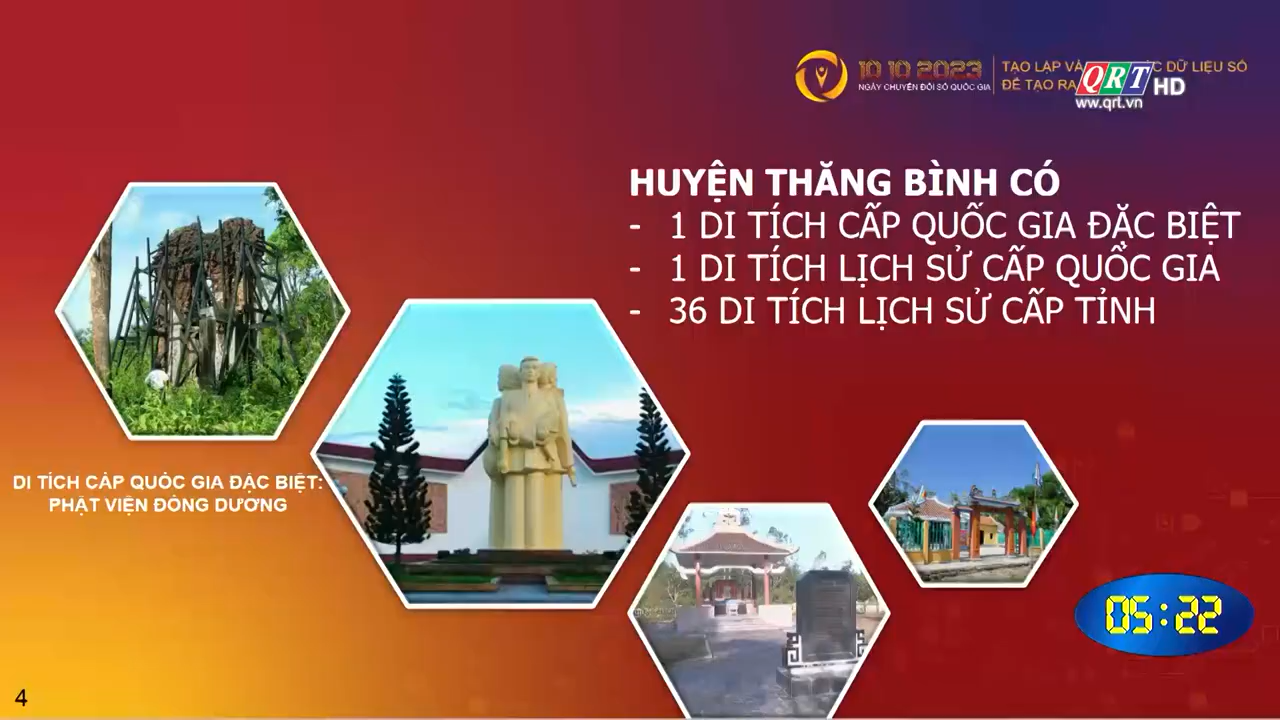 10 10 2023
NGÀY CHUYỂN ĐỔI SỐ QUỐC GIA
TẠO LẬP VÀ DỮ LIỆU SỐ
ĐỂ TẠO RA
QRT HD
ww.qrt.vn
HUYỆN THĂNG BÌNH CÓ
- 1 DI TÍCH CẤP QUỐC GIA ĐẶC BIỆT
- 1 DI TÍCH LỊCH SỬ CẤP QUỐC GIA
- 36 DI TÍCH LỊCH SỬ CẤP TỈNH
DI TÍCH CẤP QUỐC GIA ĐẶC BIỆT:
PHẬT VIỆN ĐỒNG DƯƠNG
05:22
4